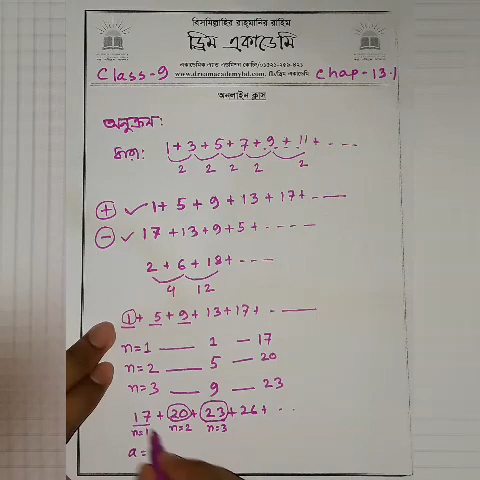 বিসমিল্লাহির রাহমানির রাহিম
ড্রিম একাডেমি
Class-9
Chap-13.1
অনলাইন ক্লাস
অনুক্রম:
ধারা: 1+3+5+7+9+11+ - - - -
2 2 2 2 2
+ ✓ 1+5+9+13+17+ - ——
− ✓ 17+13+9+5+ - - - -
2+6+18+ - - -
4 12
1+5+9+13+17+ - ——
n=1 —— 1 — 17
n=2 —— 5 — 20
n=3 —— 9 — 23
17+20+23+26+ - - -
n=1 n=2 n=3
a=